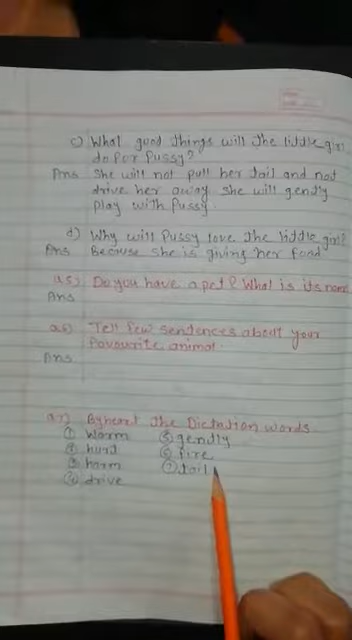 c) What good things will the little girl
do for Pussy?
Ans She will not pull her tail and not
drive her away. She will gently
play with Pussy.
d) Why will Pussy love the little girl?
Ans Because she is giving her food
Q5) Do you have a pet? What is its name
Ans
Q6) Tell few sentences about your
favourite animal.
Ans
Q7) Byheart the Dictation words
① Warm ⑤ gently
② hurt ⑥ fire
③ harm ⑦ tail
④ drive